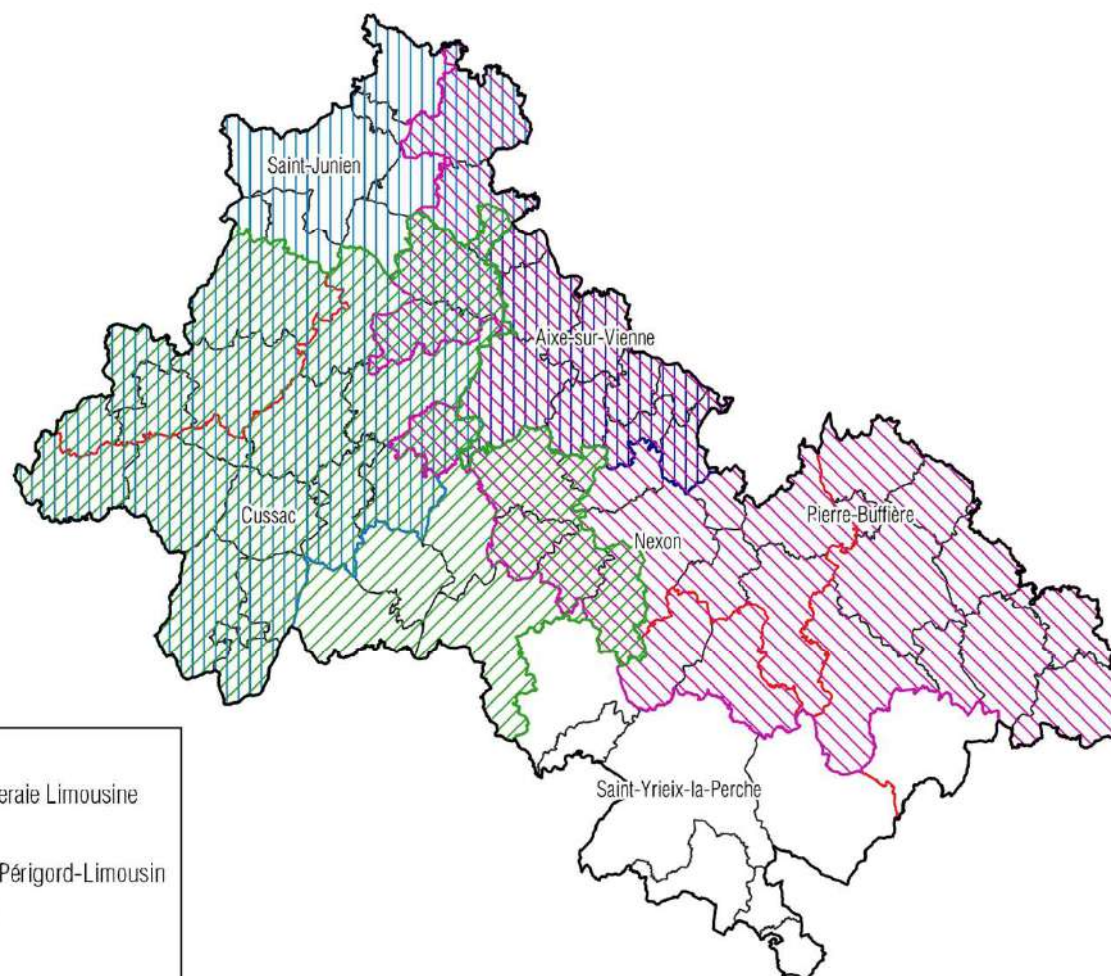 Saint-Junien
Aixe-sur-Vienne
Cussac
Pierre-Buffière
Nexon
Saint-Yrieix-la-Perche
eraie Limousine
Périgord-Limousin